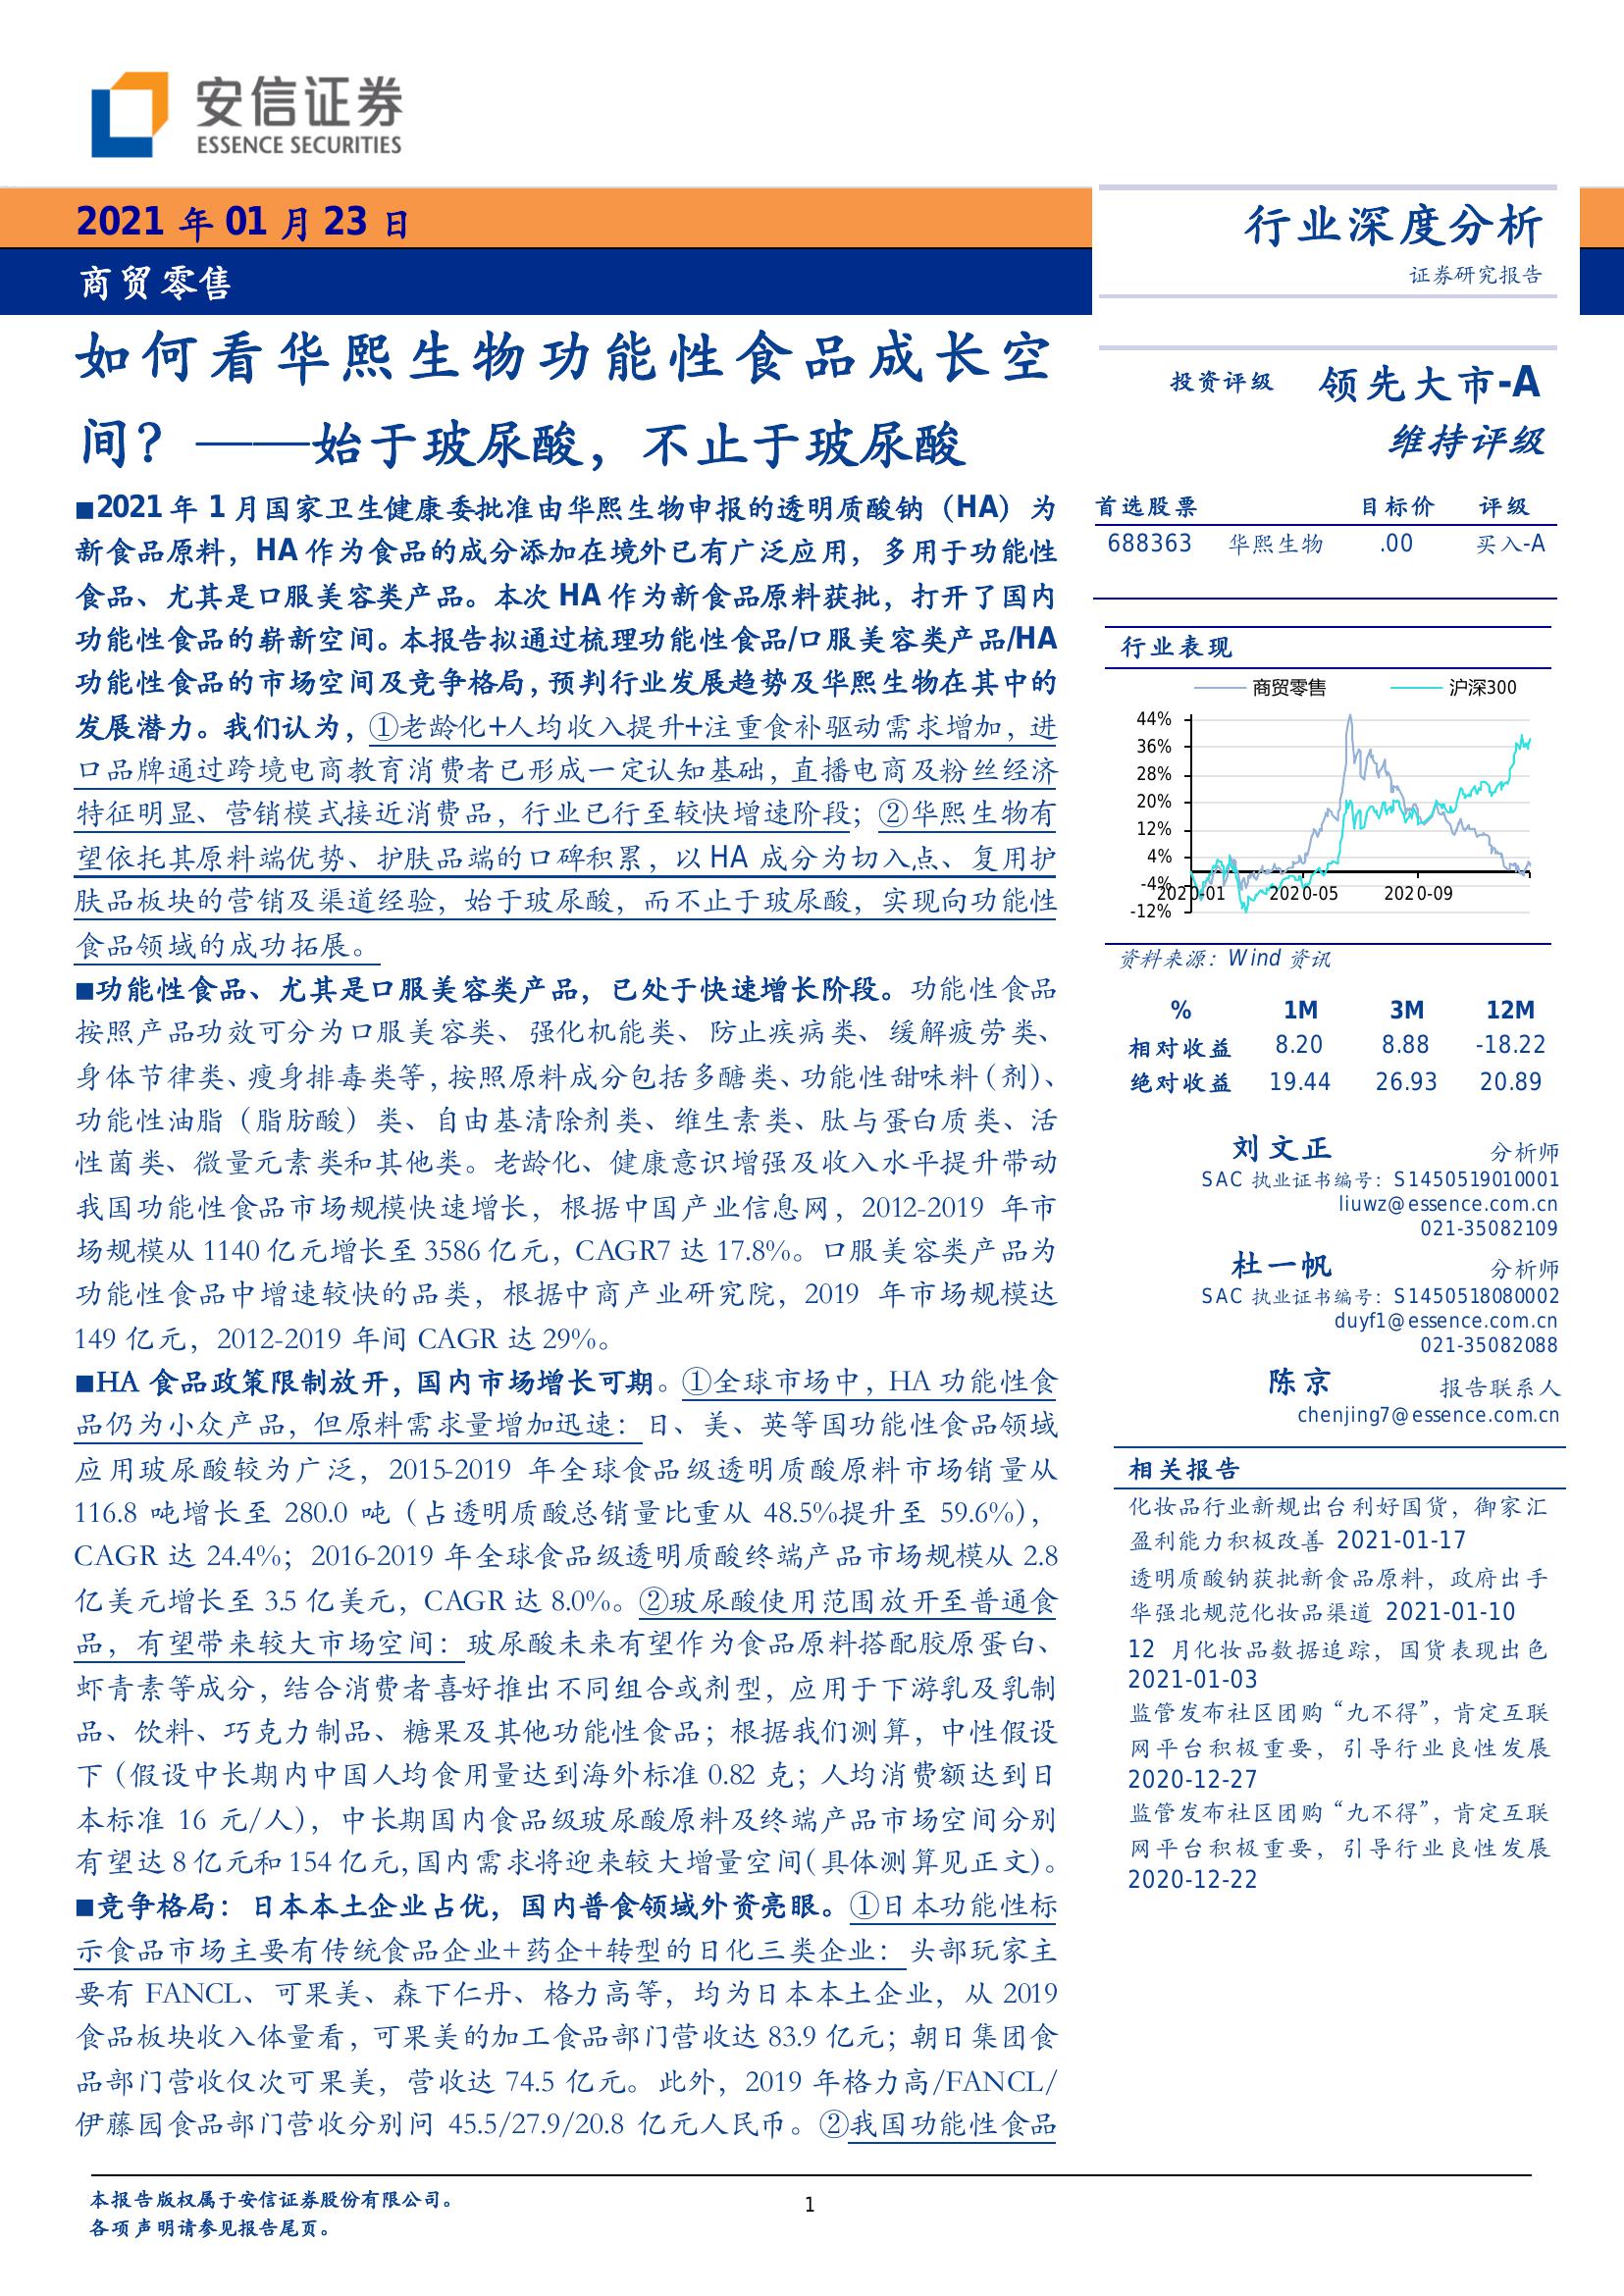 安信证券
ESSENCE SECURITIES
2021 年 01 月 23 日
商贸零售
行业深度分析
证券研究报告
如何看华熙生物功能性食品成长空
间？——始于玻尿酸，不止于玻尿酸
■2021 年 1 月国家卫生健康委批准由华熙生物申报的透明质酸钠（HA）为
新食品原料，HA 作为食品的成分添加在境外已有广泛应用，多用于功能性
食品、尤其是口服美容类产品。本次 HA 作为新食品原料获批，打开了国内
功能性食品的崭新空间。本报告拟通过梳理功能性食品/口服美容类产品/HA
功能性食品的市场空间及竞争格局，预判行业发展趋势及华熙生物在其中的
发展潜力。我们认为，①老龄化+人均收入提升+注重食补驱动需求增加，进
口品牌通过跨境电商教育消费者已形成一定认知基础，直播电商及粉丝经济
特征明显、营销模式接近消费品，行业已行至较快增速阶段；②华熙生物有
望依托其原料端优势、护肤品端的口碑积累，以 HA 成分为切入点、复用护
肤品板块的营销及渠道经验，始于玻尿酸，而不止于玻尿酸，实现向功能性
食品领域的成功拓展。
■功能性食品、尤其是口服美容类产品，已处于快速增长阶段。功能性食品
按照产品功效可分为口服美容类、强化机能类、防止疾病类、缓解疲劳类、
身体节律类、瘦身排毒类等，按照原料成分包括多醣类、功能性甜味料（剂）、
功能性油脂（脂肪酸）类、自由基清除剂类、维生素类、肽与蛋白质类、活
性菌类、微量元素类和其他类。老龄化、健康意识增强及收入水平提升带动
我国功能性食品市场规模快速增长，根据中国产业信息网，2012-2019 年市
场规模从 1140 亿元增长至 3586 亿元，CAGR7 达 17.8%。口服美容类产品为
功能性食品中增速较快的品类，根据中商产业研究院，2019 年市场规模达
149 亿元，2012-2019 年间 CAGR 达 29%。
■HA 食品政策限制放开，国内市场增长可期。①全球市场中，HA 功能性食
品仍为小众产品，但原料需求量增加迅速：日、美、英等国功能性食品领域
应用玻尿酸较为广泛，2015-2019 年全球食品级透明质酸原料市场销量从
116.8 吨增长至 280.0 吨（占透明质酸总销量比重从 48.5%提升至 59.6%），
CAGR 达 24.4%；2016-2019 年全球食品级透明质酸终端产品市场规模从 2.8
亿美元增长至 3.5 亿美元，CAGR 达 8.0%。②玻尿酸使用范围放开至普通食
品，有望带来较大市场空间：玻尿酸未来有望作为食品原料搭配胶原蛋白、
虾青素等成分，结合消费者喜好推出不同组合或剂型，应用于下游乳及乳制
品、饮料、巧克力制品、糖果及其他功能性食品；根据我们测算，中性假设
下（假设中长期内中国人均食用量达到海外标准 0.82 克；人均消费额达到日
本标准 16 元/人），中长期国内食品级玻尿酸原料及终端产品市场空间分别
有望达 8 亿元和 154 亿元，国内需求将迎来较大增量空间（具体测算见正文）。
■竞争格局：日本本土企业占优，国内普食领域外资亮眼。①日本功能性标
示食品市场主要有传统食品企业+药企+转型的日化三类企业：头部玩家主
要有 FANCL、可果美、森下仁丹、格力高等，均为日本本土企业，从 2019
食品板块收入体量看，可果美的加工食品部门营收达 83.9 亿元；朝日集团食
品部门营收仅次可果美，营收达 74.5 亿元。此外，2019 年格力高/FANCL/
伊藤园食品部门营收分别问 45.5/27.9/20.8 亿元人民币。②我国功能性食品
投资评级 领先大市-A
维持评级
首选股票 目标价 评级
688363 华熙生物 .00 买入-A
行业表现
商贸零售 沪深300
44%
36%
28%
20%
12%
4%
-4%
-12%
2020-01 2020-05 2020-09
资料来源：Wind 资讯
% 1M 3M 12M
相对收益 8.20 8.88 -18.22
绝对收益 19.44 26.93 20.89
刘文正 分析师
SAC 执业证书编号：S1450519010001
liuwz@essence.com.cn
021-35082109
杜一帆 分析师
SAC 执业证书编号：S1450518080002
duyf1@essence.com.cn
021-35082088
陈京 报告联系人
chenjing7@essence.com.cn
相关报告
化妆品行业新规出台利好国货，御家汇
盈利能力积极改善 2021-01-17
透明质酸钠获批新食品原料，政府出手
华强北规范化妆品渠道 2021-01-10
12 月化妆品数据追踪，国货表现出色
2021-01-03
监管发布社区团购“九不得”，肯定互联
网平台积极重要，引导行业良性发展
2020-12-27
监管发布社区团购“九不得”，肯定互联
网平台积极重要，引导行业良性发展
2020-12-22
本报告版权属于安信证券股份有限公司。
各项声明请参见报告尾页。
1